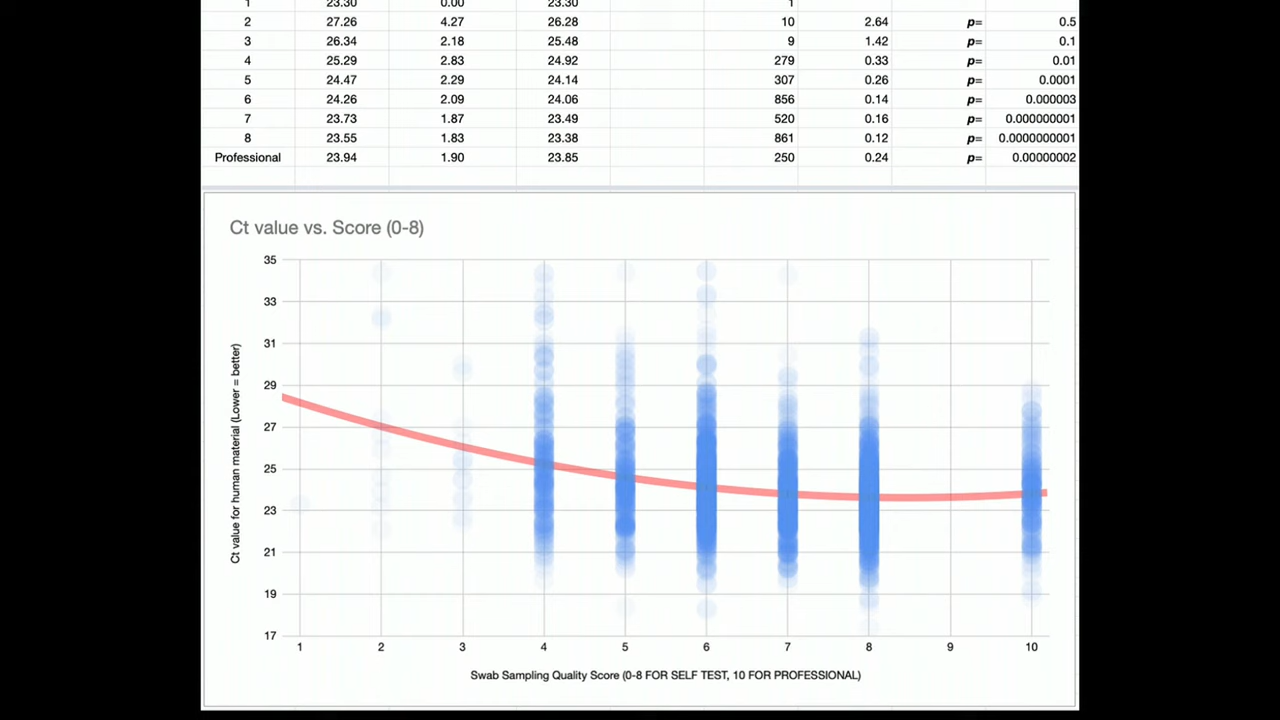 1 23.30 0.00 23.30 1
2 27.26 4.27 26.28 10 2.64 p= 0.5
3 26.34 2.18 25.48 9 1.42 p= 0.1
4 25.29 2.83 24.92 279 0.33 p= 0.01
5 24.47 2.29 24.14 307 0.26 p= 0.0001
6 24.26 2.09 24.06 856 0.14 p= 0.000003
7 23.73 1.87 23.49 520 0.16 p= 0.000000001
8 23.55 1.83 23.38 861 0.12 p= 0.0000000001
Professional 23.94 1.90 23.85 250 0.24 p= 0.00000002
Ct value vs. Score (0-8)
Ct value for human material (Lower = better)
35
33
31
29
27
25
23
21
19
17
1 2 3 4 5 6 7 8 9 10
Swab Sampling Quality Score (0-8 FOR SELF TEST, 10 FOR PROFESSIONAL)